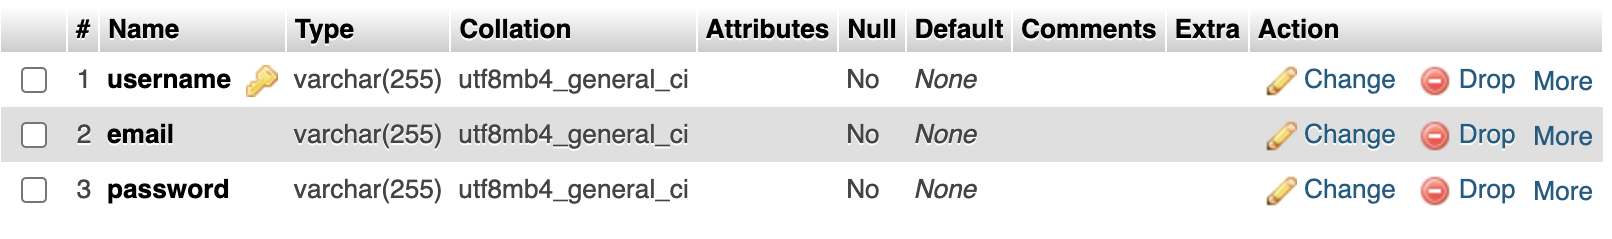 # Name Type Collation Attributes Null Default Comments Extra Action
1 username varchar(255) utf8mb4_general_ci No None Change Drop More
2 email varchar(255) utf8mb4_general_ci No None Change Drop More
3 password varchar(255) utf8mb4_general_ci No None Change Drop More